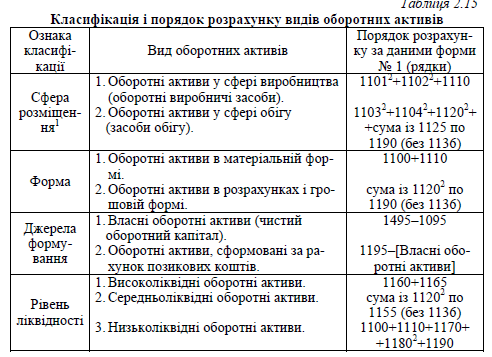 Таблиця 2.15
Класифікація і порядок розрахунку видів оборотних активів
Ознака класифі-кації
Вид оборотних активів
Порядок розрахун-ку за даними форми № 1 (рядки)
Сфера розміщен-ня¹
1. Оборотні активи у сфері виробництва
(оборотні виробничі засоби).
1101²+1102²+1110
2. Оборотні активи у сфері обігу
(засоби обігу).
1103²+1104²+1120²+
+сума із 1125 по
1190 (без 1136)
Форма
1. Оборотні активи в матеріальній фор-
мі.
1100+1110
2. Оборотні активи в розрахунках і гро-
шовій формі.
сума із 1120² по
1190 (без 1136)
Джерела форму-вання
1. Власні оборотні активи (чистий
оборотний капітал).
1495–1095
2. Оборотні активи, сформовані за ра-
хунок позикових коштів.
1195–[Власні обо-
ротні активи]
Рівень ліквідності
1. Високоліквідні оборотні активи.
1160+1165
2. Середньоліквідні оборотні активи.
сума із 1120² по
1155 (без 1136)
3. Низьколіквідні оборотні активи.
1100+1110+1170+
+1180²+1190